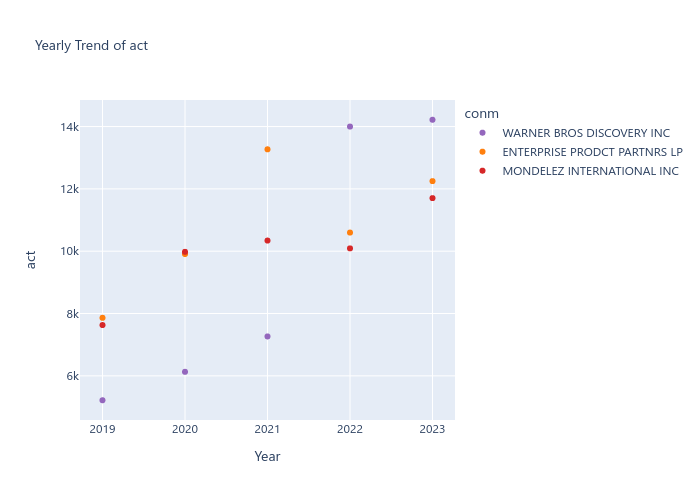 Yearly Trend of act
conm
WARNER BROS DISCOVERY INC
ENTERPRISE PRODCT PARTNRS LP
MONDELEZ INTERNATIONAL INC
14k
12k
10k
8k
6k
act
2019 2020 2021 2022 2023
Year